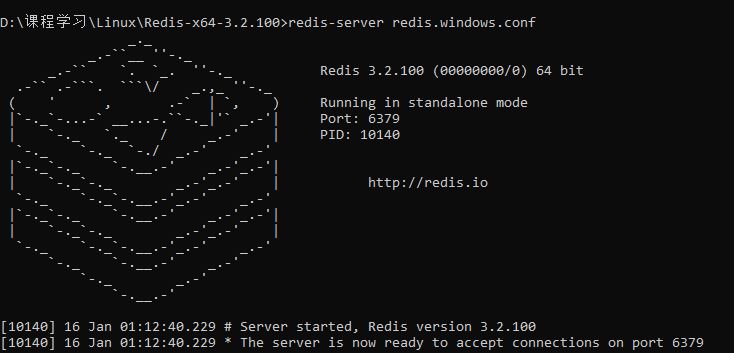 D:\课程学习\Linux\Redis-x64-3.2.100>redis-server redis.windows.conf
Redis 3.2.100 (00000000/0) 64 bit
Running in standalone mode
Port: 6379
PID: 10140
http://redis.io
[10140] 16 Jan 01:12:40.229 # Server started, Redis version 3.2.100
[10140] 16 Jan 01:12:40.229 * The server is now ready to accept connections on port 6379